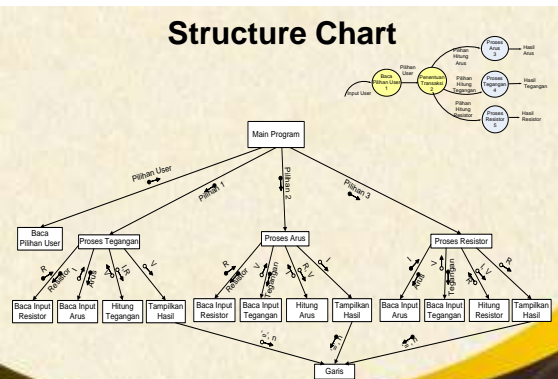 Structure Chart
Input User
Baca
Pilihan User
1
Pilihan
User
Penentuan
Transaksi
2
Pilihan
Hitung
Arus
Proses
Arus
3
Hasil
Arus
Pilihan
Hitung
Tegangan
Proses
Tegangan
4
Hasil
Tegangan
Pilihan
Hitung
Resistor
Proses
Resistor
5
Hasil
Resistor
Main Program
Pilihan User
Pilihan 1
Pilihan 2
Pilihan 3
Baca
Pilihan User
Proses Tegangan
Proses Arus
Proses Resistor
R
Resistor
I
Arus
I,R
V
R
Resistor
V
Tegangan
R, V
I
I
Arus
V
Tegangan
I,V
R
R
Baca Input
Resistor
Baca Input
Arus
Hitung
Tegangan
Tampilkan
Hasil
Baca Input
Resistor
Baca Input
Tegangan
Hitung
Arus
Tampilkan
Hasil
Baca Input
Arus
Baca Input
Tegangan
Hitung
Resistor
Tampilkan
Hasil
Garis